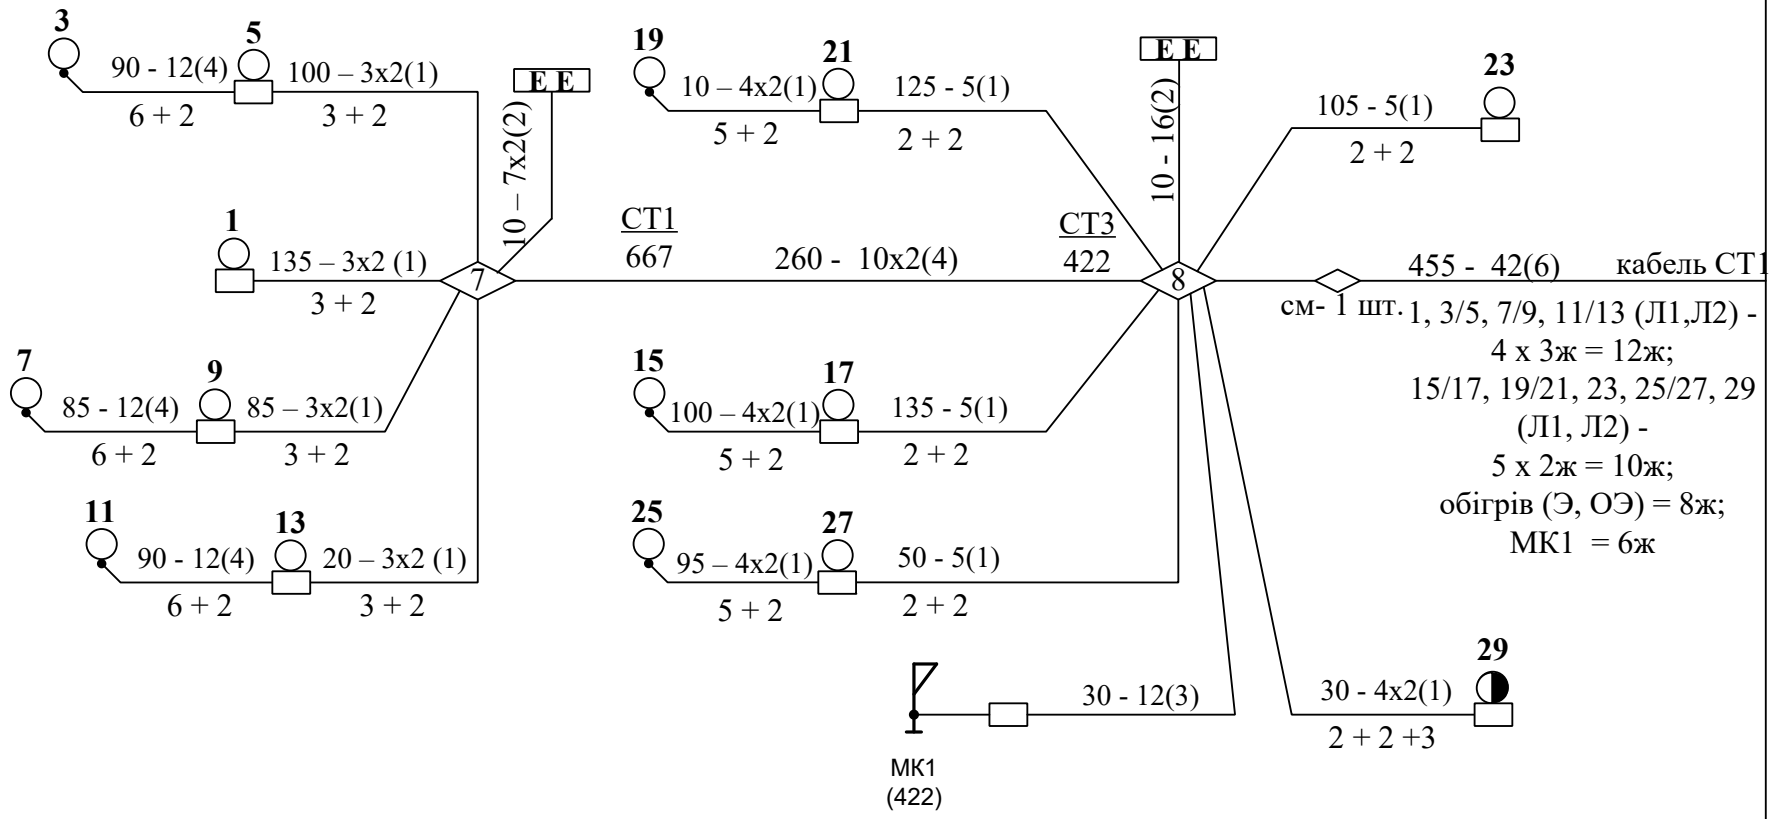 3
90 - 12(4)
6 + 2
5
100 – 3x2(1)
3 + 2
E E
10 – 7x2(2)
1
135 – 3x2 (1)
3 + 2
7
7
85 - 12(4)
6 + 2
9
85 – 3x2(1)
3 + 2
11
90 - 12(4)
6 + 2
13
20 – 3x2 (1)
3 + 2
СТ1
667
260 - 10x2(4)
СТ3
422
8
19
10 – 4x2(1)
5 + 2
21
125 - 5(1)
2 + 2
E E
10 - 16(2)
23
105 - 5(1)
2 + 2
15
100 – 4x2(1)
5 + 2
17
135 - 5(1)
2 + 2
25
95 – 4x2(1)
5 + 2
27
50 - 5(1)
2 + 2
30 - 12(3)
МК1
(422)
29
30 - 4x2(1)
2 + 2 +3
455 - 42(6)
кабель СТ1
см- 1 шт.
1, 3/5, 7/9, 11/13 (Л1,Л2) -
4 x 3ж = 12ж;
15/17, 19/21, 23, 25/27, 29
(Л1, Л2) -
5 x 2ж = 10ж;
обігрів (Э, ОЭ) = 8ж;
МК1 = 6ж